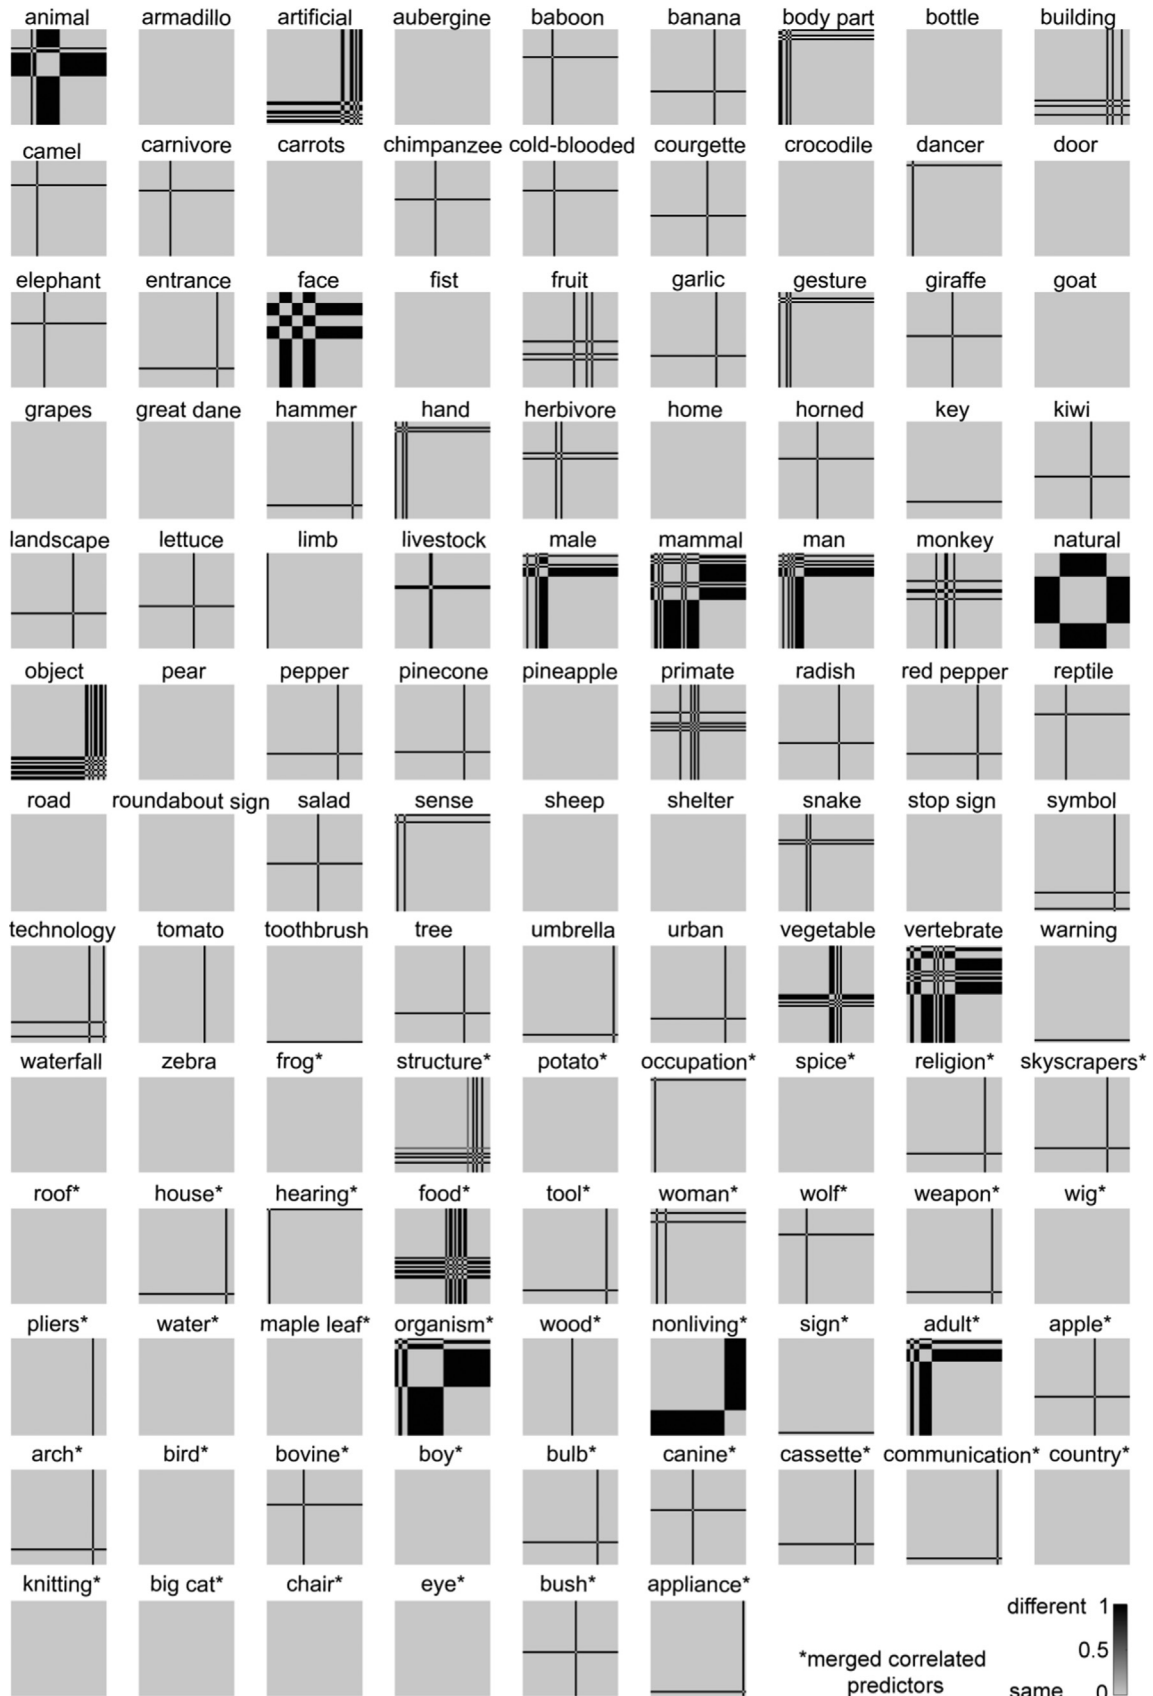 animal armadillo artificial aubergine baboon banana body part bottle building
camel carnivore carrots chimpanzee cold-blooded courgette crocodile dancer door
elephant entrance face fist fruit garlic gesture giraffe goat
grapes great dane hammer hand herbivore home horned key kiwi
landscape lettuce limb livestock male mammal man monkey natural
object pear pepper pinecone pineapple primate radish red pepper reptile
road roundabout sign salad sense sheep shelter snake stop sign symbol
technology tomato toothbrush tree umbrella urban vegetable vertebrate warning
waterfall zebra frog* structure* potato* occupation* spice* religion* skyscrapers*
roof* house* hearing* food* tool* woman* wolf* weapon* wig*
pliers* water* maple leaf* organism* wood* nonliving* sign* adult* apple*
arch* bird* bovine* boy* bulb* canine* cassette* communication* country*
knitting* big cat* chair* eye* bush* appliance*
different 1
0.5
same 0
*merged correlated
predictors